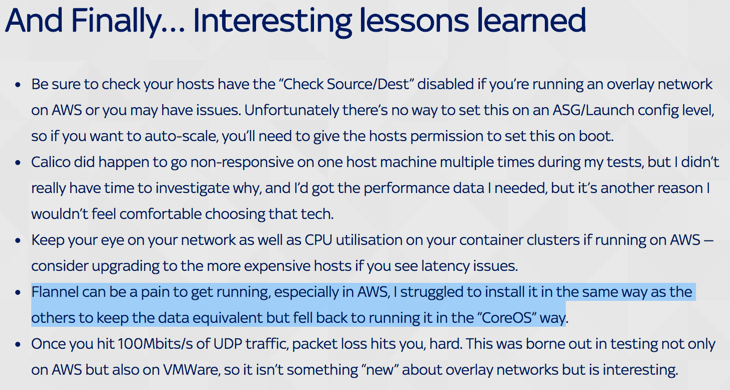 And Finally... Interesting lessons learned
• Be sure to check your hosts have the “Check Source/Dest” disabled if you’re running an overlay network
on AWS or you may have issues. Unfortunately there’s no way to set this on an ASG/Launch config level,
so if you want to auto-scale, you’ll need to give the hosts permission to set this on boot.
• Calico did happen to go non-responsive on one host machine multiple times during my tests, but I didn’t
really have time to investigate why, and I’d got the performance data I needed, but it’s another reason I
wouldn’t feel comfortable choosing that tech.
• Keep your eye on your network as well as CPU utilisation on your container clusters if running on AWS –
consider upgrading to the more expensive hosts if you see latency issues.
• Flannel can be a pain to get running, especially in AWS, I struggled to install it in the same way as the
others to keep the data equivalent but fell back to running it in the “CoreOS” way.
• Once you hit 100Mbits/s of UDP traffic, packet loss hits you, hard. This was borne out in testing not only
on AWS but also on VMWare, so it isn’t something “new” about overlay networks but is interesting.